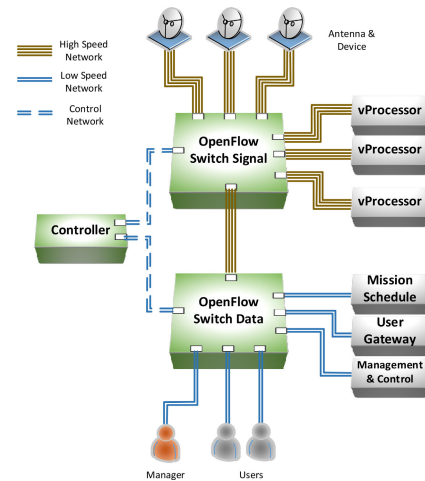 High Speed
Network
Low Speed
Network
Control
Network
Antenna &
Device
OpenFlow
Switch Signal
vProcessor
vProcessor
vProcessor
Controller
OpenFlow
Switch Data
Mission
Schedule
User
Gateway
Management
& Control
Manager
Users